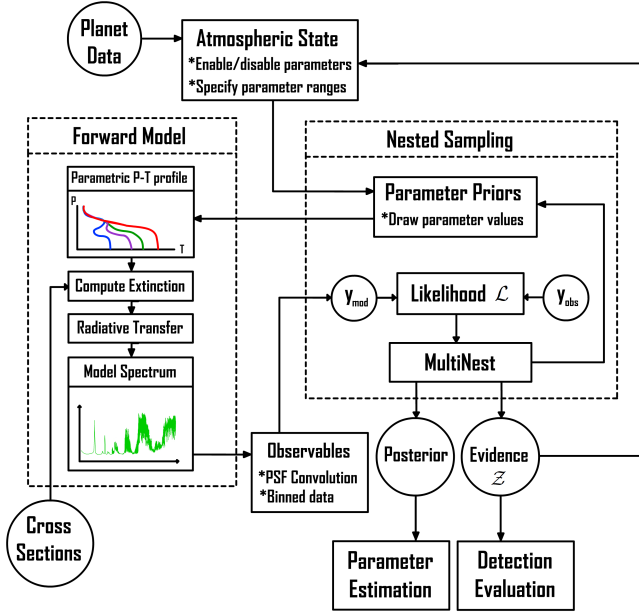 Planet
Data
Atmospheric State
*Enable/disable parameters
*Specify parameter ranges
Forward Model
Parametric P-T profile
P
T
Compute Extinction
Radiative Transfer
Model Spectrum
Cross
Sections
Observables
*PSF Convolution
*Binned data
Nested Sampling
Parameter Priors
*Draw parameter values
y_mod
Likelihood ℒ
y_obs
MultiNest
Posterior
Evidence
𝒵
Parameter
Estimation
Detection
Evaluation